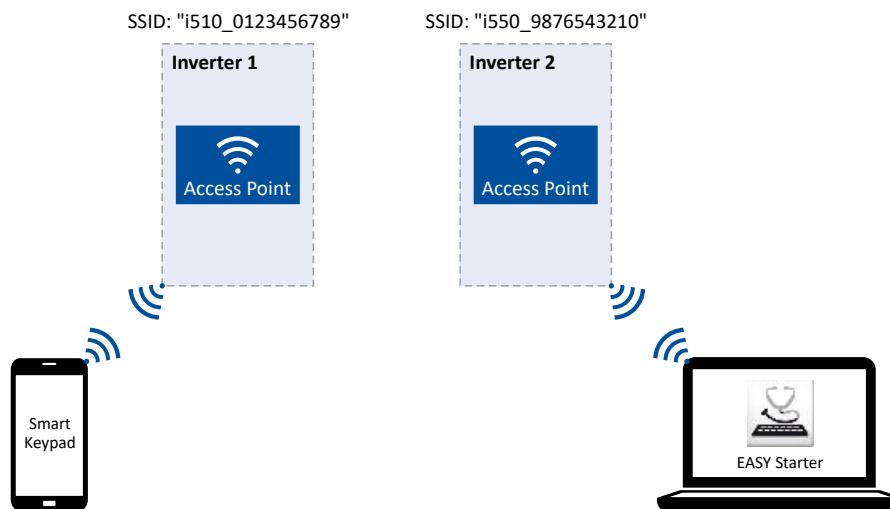 SSID: "i510_0123456789"
SSID: "i550_9876543210"
Inverter 1
Inverter 2
Access Point
Access Point
Smart
Keypad
EASY Starter